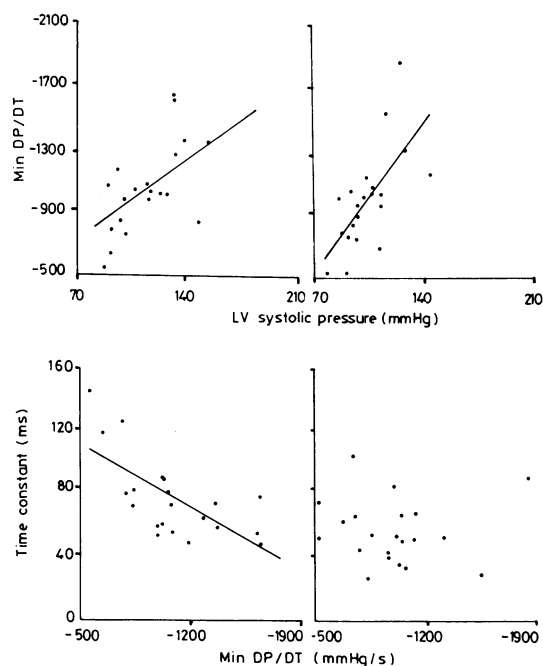 -2100
-1700
-1300
-900
-500
Min DP/DT
70 140 210 70 140 210
LV systolic pressure (mmHg)
160
120
80
40
0
Time constant (ms)
-500 -1200 -1900 -500 -1200 -1900
Min DP/DT (mmHg/s)